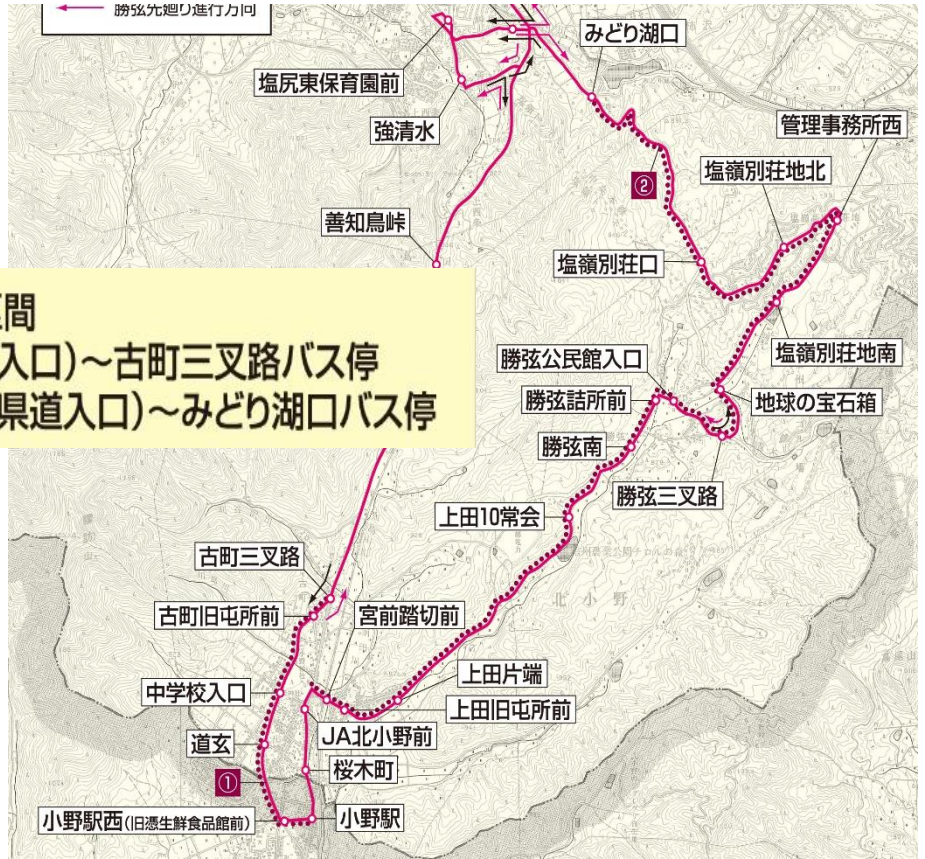 勝弦先廻り進行方向
みどり湖口
塩尻東保育園前
強清水
管理事務所西
塩嶺別荘地北
②
善知鳥峠
塩嶺別荘口
間
入口)～古町三叉路バス停
県道入口)～みどり湖口バス停
塩嶺別荘地南
勝弦公民館入口
勝弦詰所前
地球の宝石箱
勝弦南
勝弦三叉路
上田10常会
古町三叉路
北小野
古町旧屯所前
宮前踏切前
上田片端
中学校入口
上田旧屯所前
JA北小野前
道玄
桜木町
①
小野駅西(旧憑生鮮食品館前)
小野駅